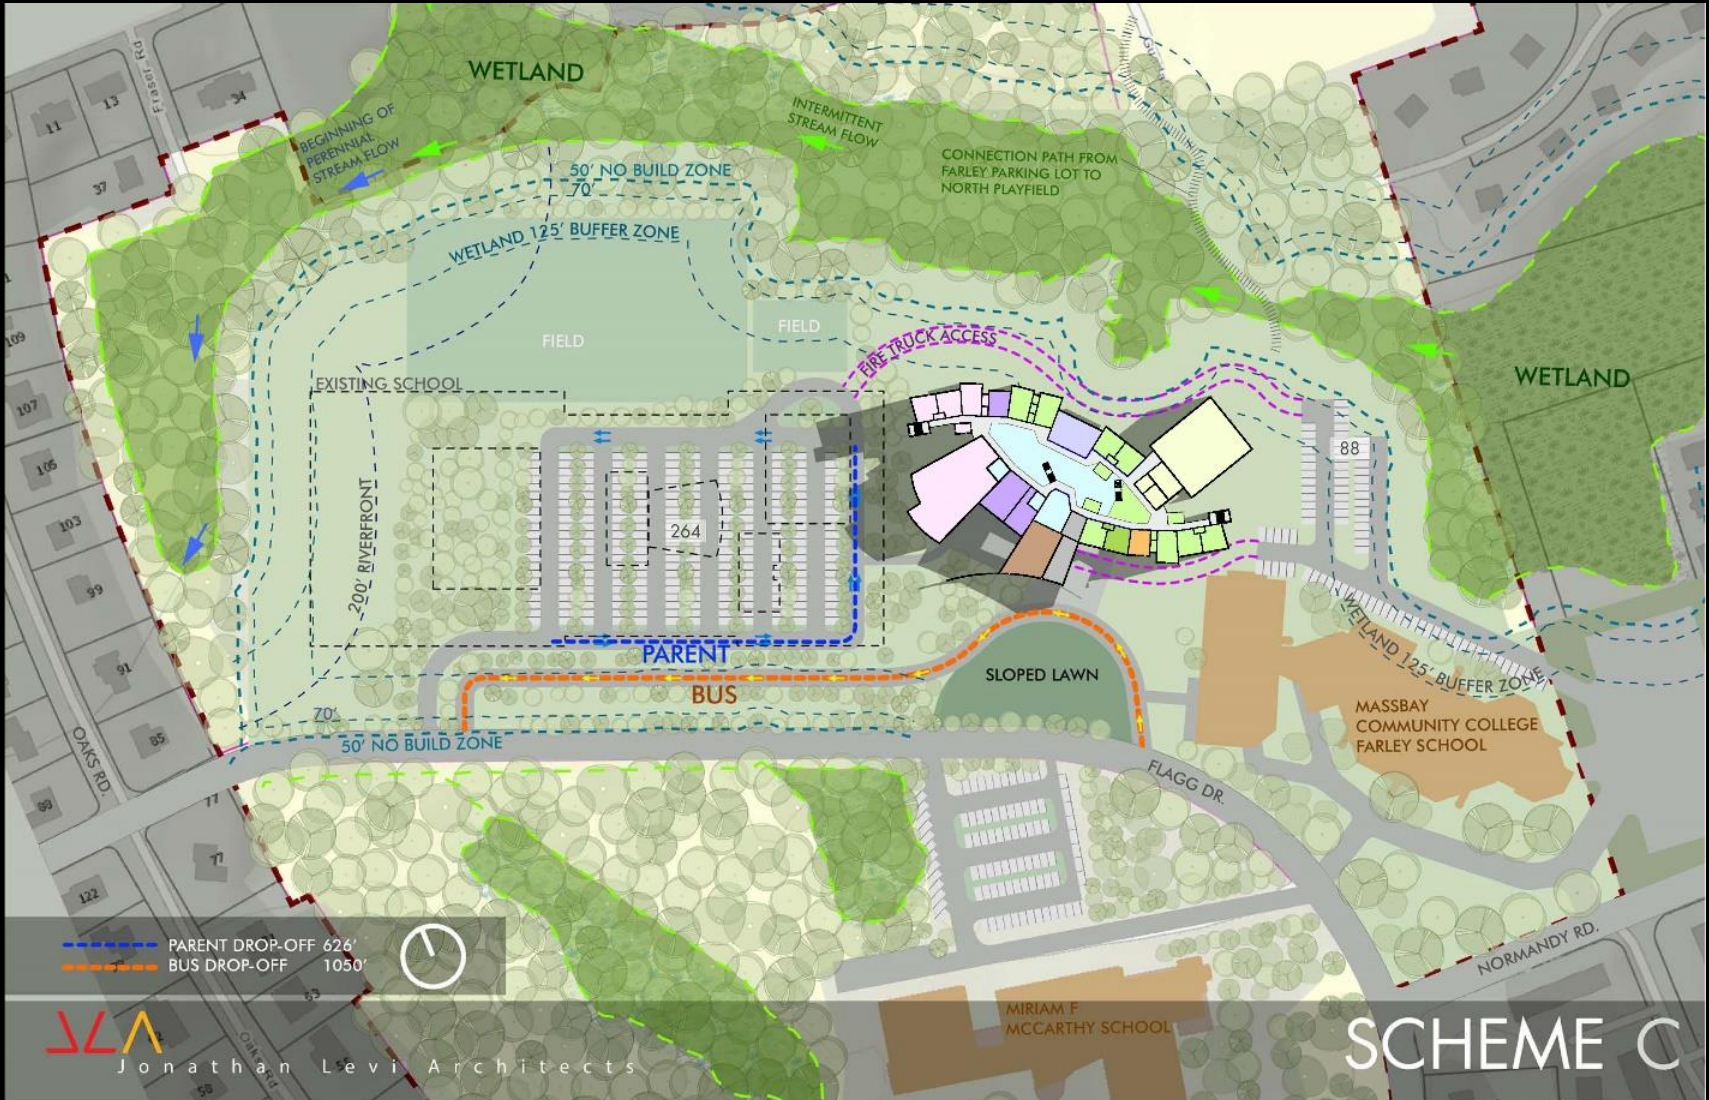 WETLAND
Fraser Rd
13
34
11
37
BEGINNING OF
PERENNIAL
STREAM FLOW
INTERMITTENT
STREAM FLOW
CONNECTION PATH FROM
FARLEY PARKING LOT TO
NORTH PLAYFIELD
50' NO BUILD ZONE
70'
WETLAND 125' BUFFER ZONE
FIELD
FIELD
FIRE TRUCK ACCESS
EXISTING SCHOOL
WETLAND
109
107
105
103
99
91
85
88
200' RIVERFRONT
264
88
PARENT
BUS
SLOPED LAWN
WETLAND 125' BUFFER ZONE
MASSBAY
COMMUNITY COLLEGE
FARLEY SCHOOL
70'
50' NO BUILD ZONE
OAKS RD.
FLAGG DR.
77
77
122
NORMANDY RD.
PARENT DROP-OFF 626'
BUS DROP-OFF 1050'
63
MIRIAM F
MCCARTHY SCHOOL
JLA
Jonathan Levi Architects
SCHEME C
58